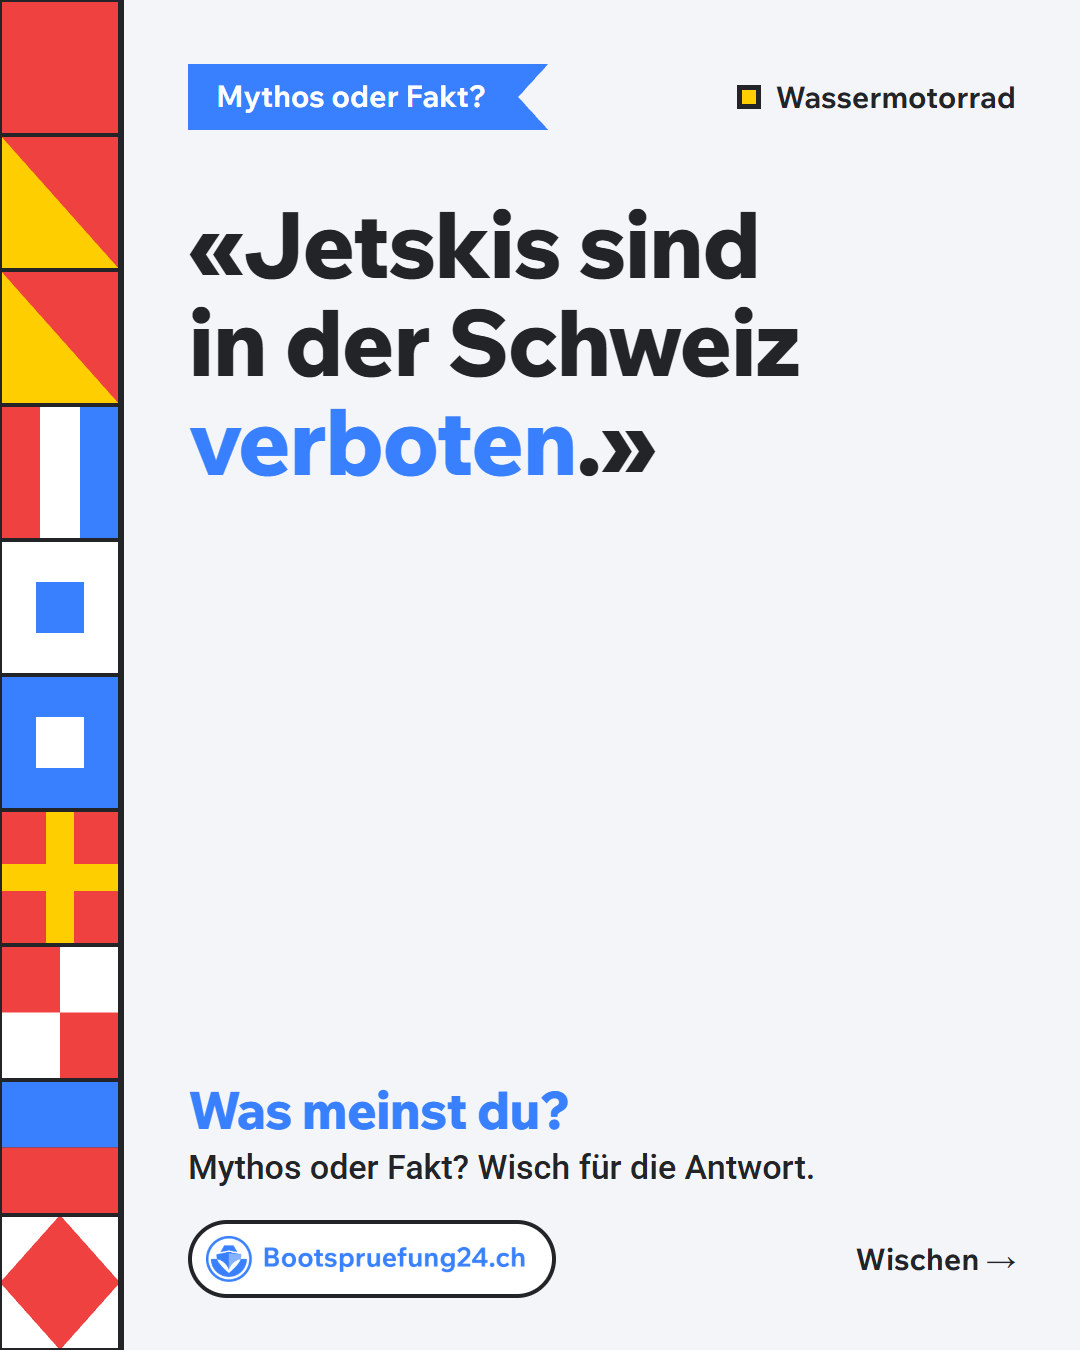 Mythos oder Fakt?
Wassermotorrad
«Jetskis sind
in der Schweiz
verboten.»
Was meinst du?
Mythos oder Fakt? Wisch für die Antwort.
Bootspruefung24.ch
Wischen →